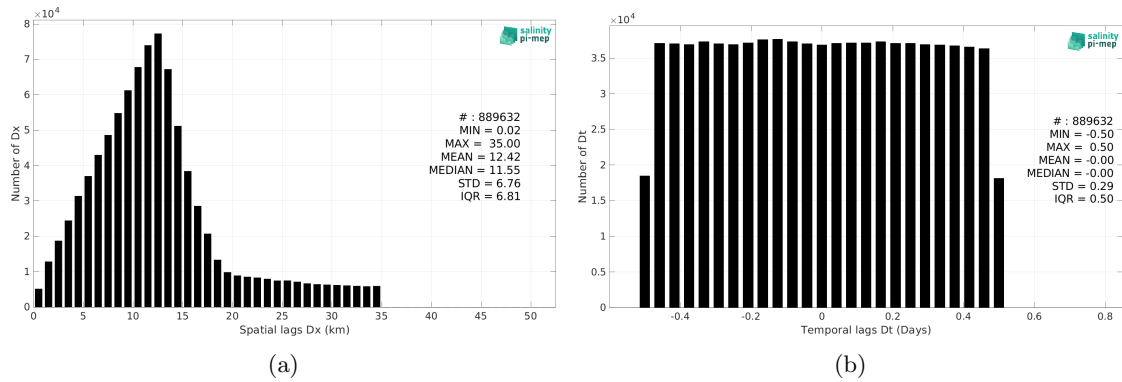 ×10⁴
8
7
6
5
4
3
2
1
0
Number of Dx
salinity
pi-mep
# : 889632
MIN = 0.02
MAX = 35.00
MEAN = 12.42
MEDIAN = 11.55
STD = 6.76
IQR = 6.81
0 5 10 15 20 25 30 35 40 45 50
Spatial lags Dx (km)
(a)
×10⁴
3.5
3
2.5
2
1.5
1
0.5
0
Number of Dt
salinity
pi-mep
# : 889632
MIN = -0.50
MAX = 0.50
MEAN = -0.00
MEDIAN = -0.00
STD = 0.29
IQR = 0.50
-0.4 -0.2 0 0.2 0.4 0.6 0.8
Temporal lags Dt (Days)
(b)